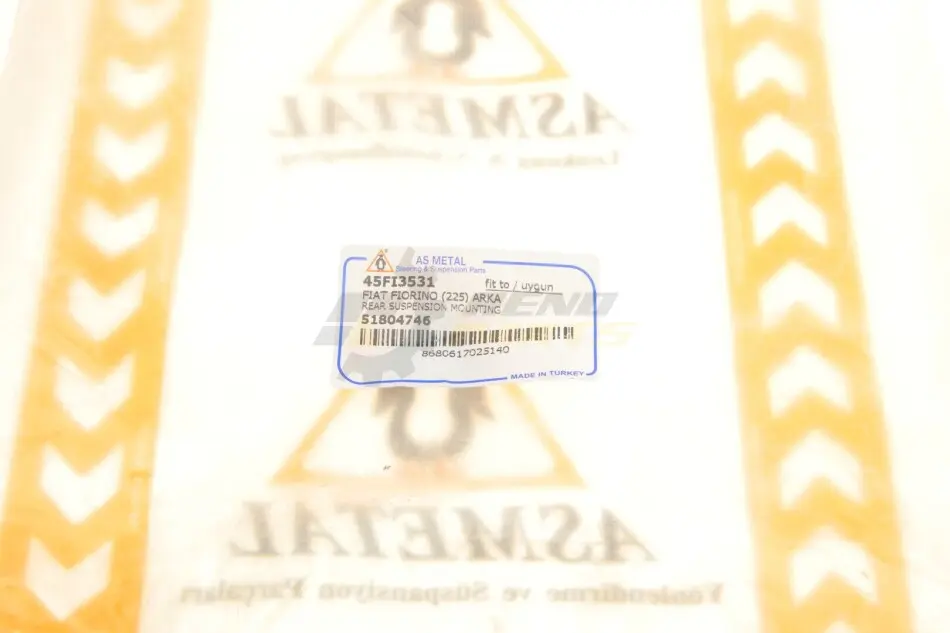 ASMETAL
AS METAL
Steering & Suspension Parts
45FI3531 fit to / uygun
FIAT FIORINO (225) ARKA
REAR SUSPENSION MOUNTING
51804746
8680617025140
MADE IN TURKEY
ASMETAL
Yönlendirme ve Süspansiyon Parçaları